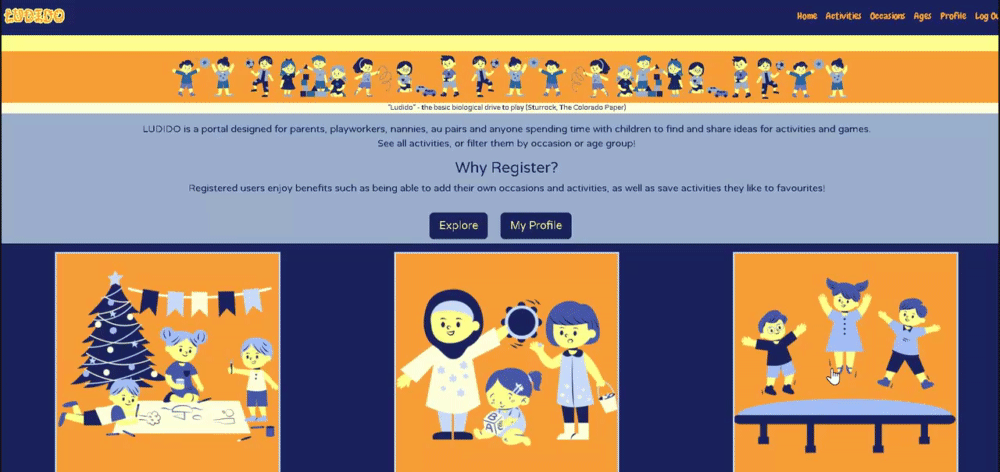 LUDIDO
Home Activities Occasions Ages Profile Log Ou
"Ludido" - the basic biological drive to play (Sturrock, The Colorado Paper)
LUDIDO is a portal designed for parents, playworkers, nannies, au pairs and anyone spending time with children to find and share ideas for activities and games.
See all activities, or filter them by occasion or age group!
Why Register?
Registered users enjoy benefits such as being able to add their own occasions and activities, as well as save activities they like to favourites!
Explore My Profile